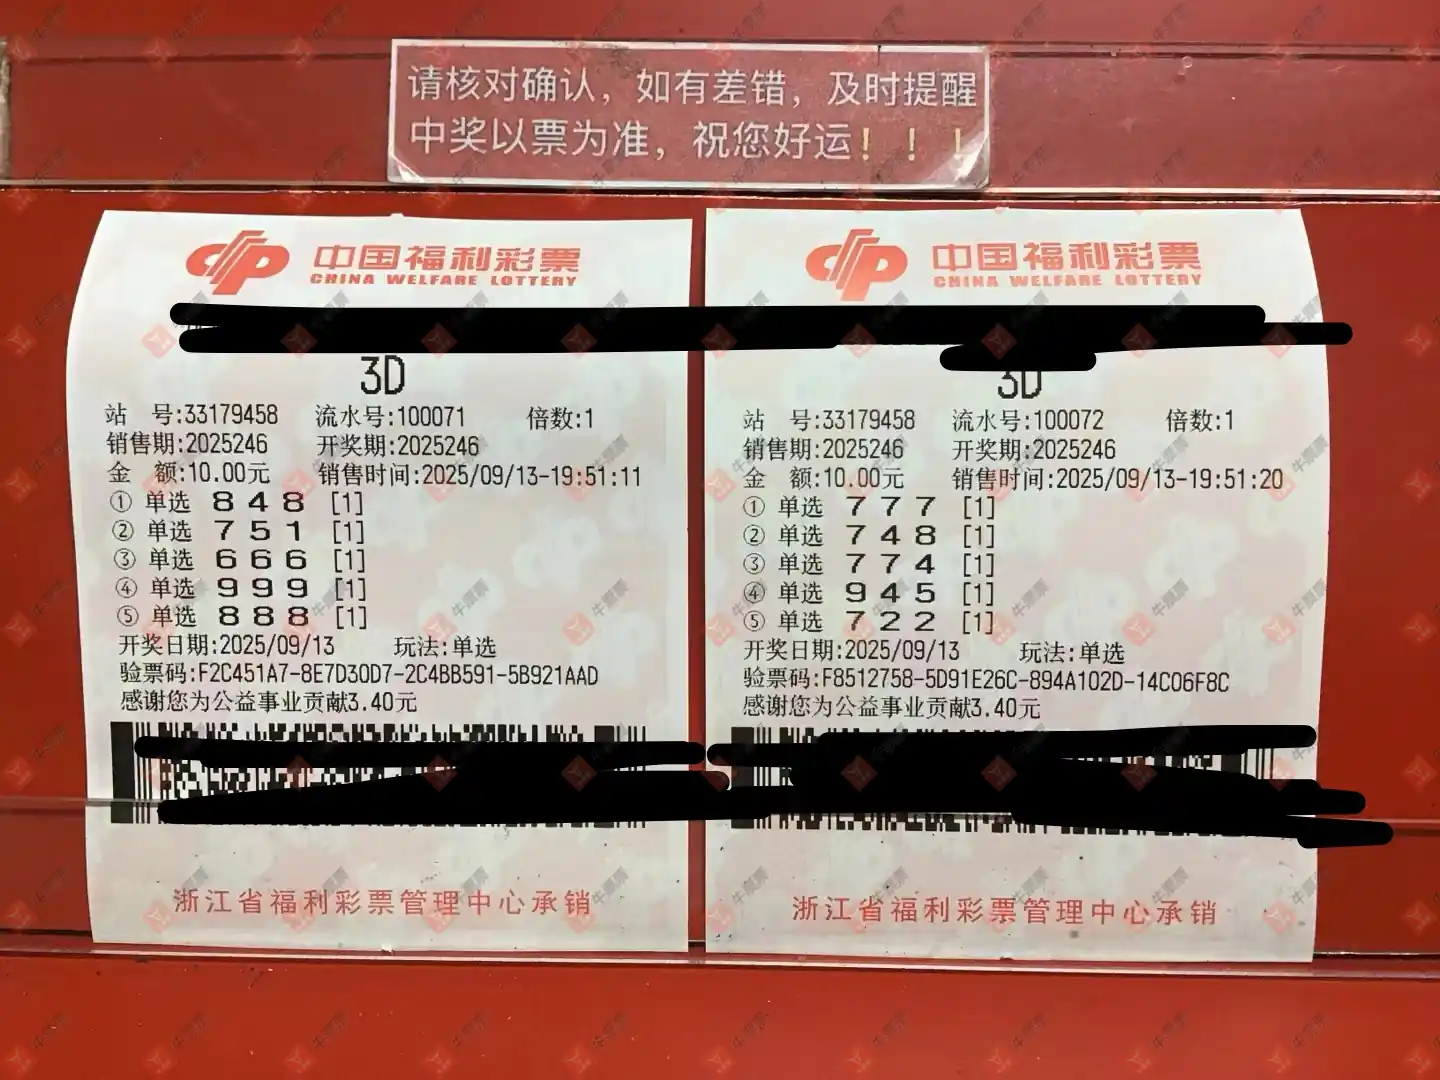 请核对确认，如有差错，及时提醒
中奖以票为准，祝您好运！！！
中国福利彩票
CHINA WELFARE LOTTERY
3D
站 号:33179458 流水号:100071 倍数:1
销售期:2025246 开奖期:2025246
金 额:10.00元 销售时间:2025/09/13-19:51:11
① 单选 8 4 8 [1]
② 单选 7 5 1 [1]
③ 单选 6 6 6 [1]
④ 单选 9 9 9 [1]
⑤ 单选 8 8 8 [1]
开奖日期:2025/09/13 玩法:单选
验票码:F2C451A7-8E7D30D7-2C4BB591-5B921AAD
感谢您为公益事业贡献3.40元
浙江省福利彩票管理中心承销
中国福利彩票
CHINA WELFARE LOTTERY
3D
站 号:33179458 流水号:100072 倍数:1
销售期:2025246 开奖期:2025246
金 额:10.00元 销售时间:2025/09/13-19:51:20
① 单选 7 7 7 [1]
② 单选 7 4 8 [1]
③ 单选 7 7 4 [1]
④ 单选 9 4 5 [1]
⑤ 单选 7 2 2 [1]
开奖日期:2025/09/13 玩法:单选
验票码:F8512758-5D91E26C-894A102D-14C06F8C
感谢您为公益事业贡献3.40元
浙江省福利彩票管理中心承销